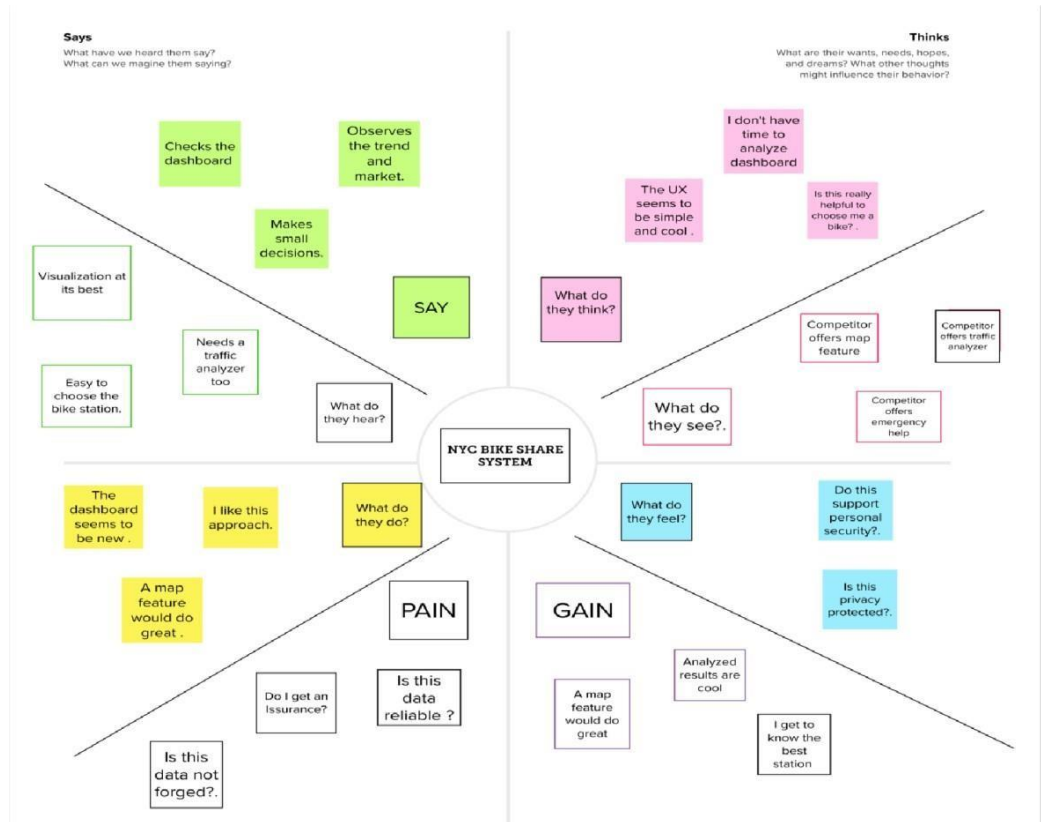 Says
What have we heard them say?
What can we magine them saying?
Thinks
What are their wants, needs, hopes,
and dreams? What other thoughts
might influence their behavior?
Checks the
dashboard
Observes
the trend
and
market.
Makes
small
decisions.
SAY
I don't have
time to
analyze
dashboard
The UX
seems to
be simple
and cool .
Is this really
helpful to
choose me a
bike? .
What do
they think?
Visualization at
its best
Needs a
traffic
analyzer
too
Easy to
choose the
bike station.
What do
they hear?
Competitor
offers map
feature
Competitor
offers traffic
analyzer
What do
they see?.
Competitor
offers
emergency
help
NYC BIKE SHARE
SYSTEM
The
dashboard
seems to
be new .
I like this
approach.
What do
they do?
A map
feature
would do
great .
What do
they feel?
Do this
support
personal
security?.
Is this
privacy
protected?.
PAIN
Do I get an
Issurance?
Is this
data
reliable ?
Is this
data not
forged?.
GAIN
Analyzed
results are
cool
A map
feature
would do
great
I get to
know the
best
station